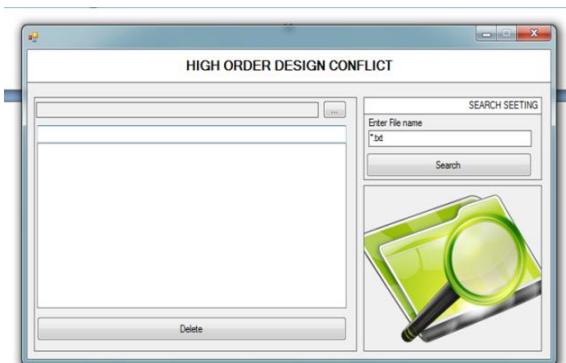 HIGH ORDER DESIGN CONFLICT
...
SEARCH SEETING
Enter File name
*.txt
Search
Delete